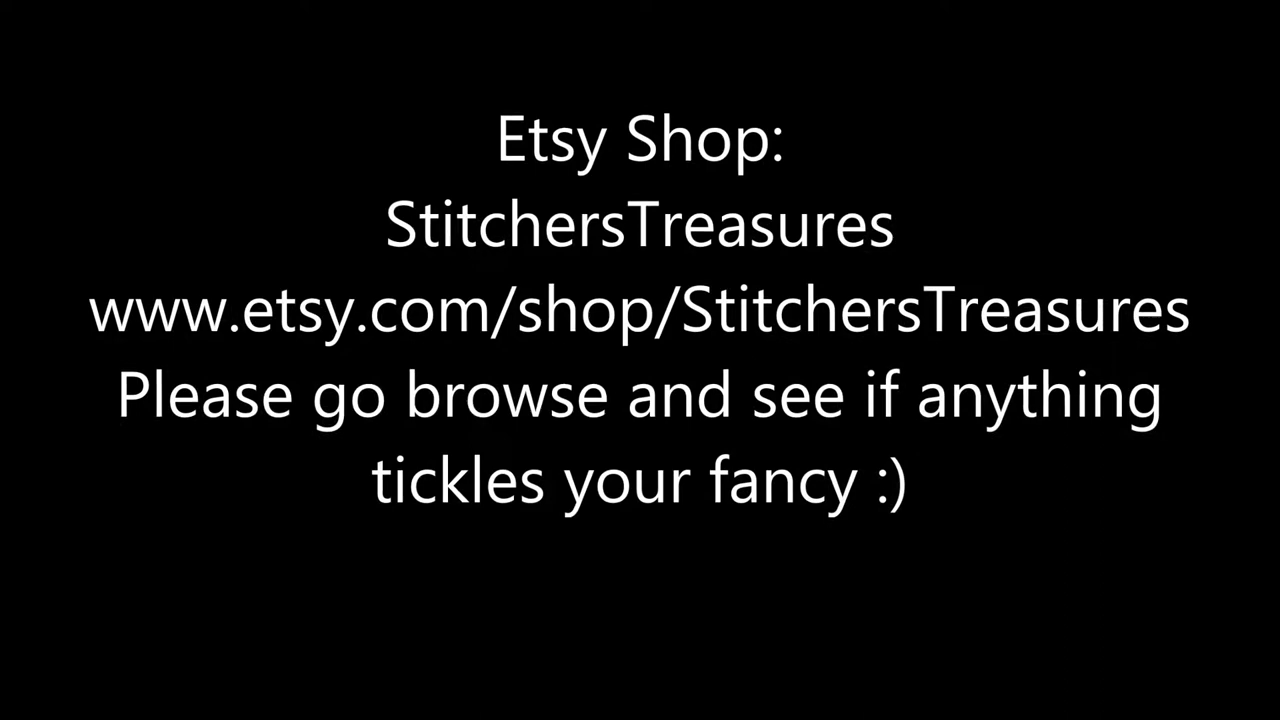 Etsy Shop:
StitchersTreasures
www.etsy.com/shop/StitchersTreasures
Please go browse and see if anything
tickles your fancy :)